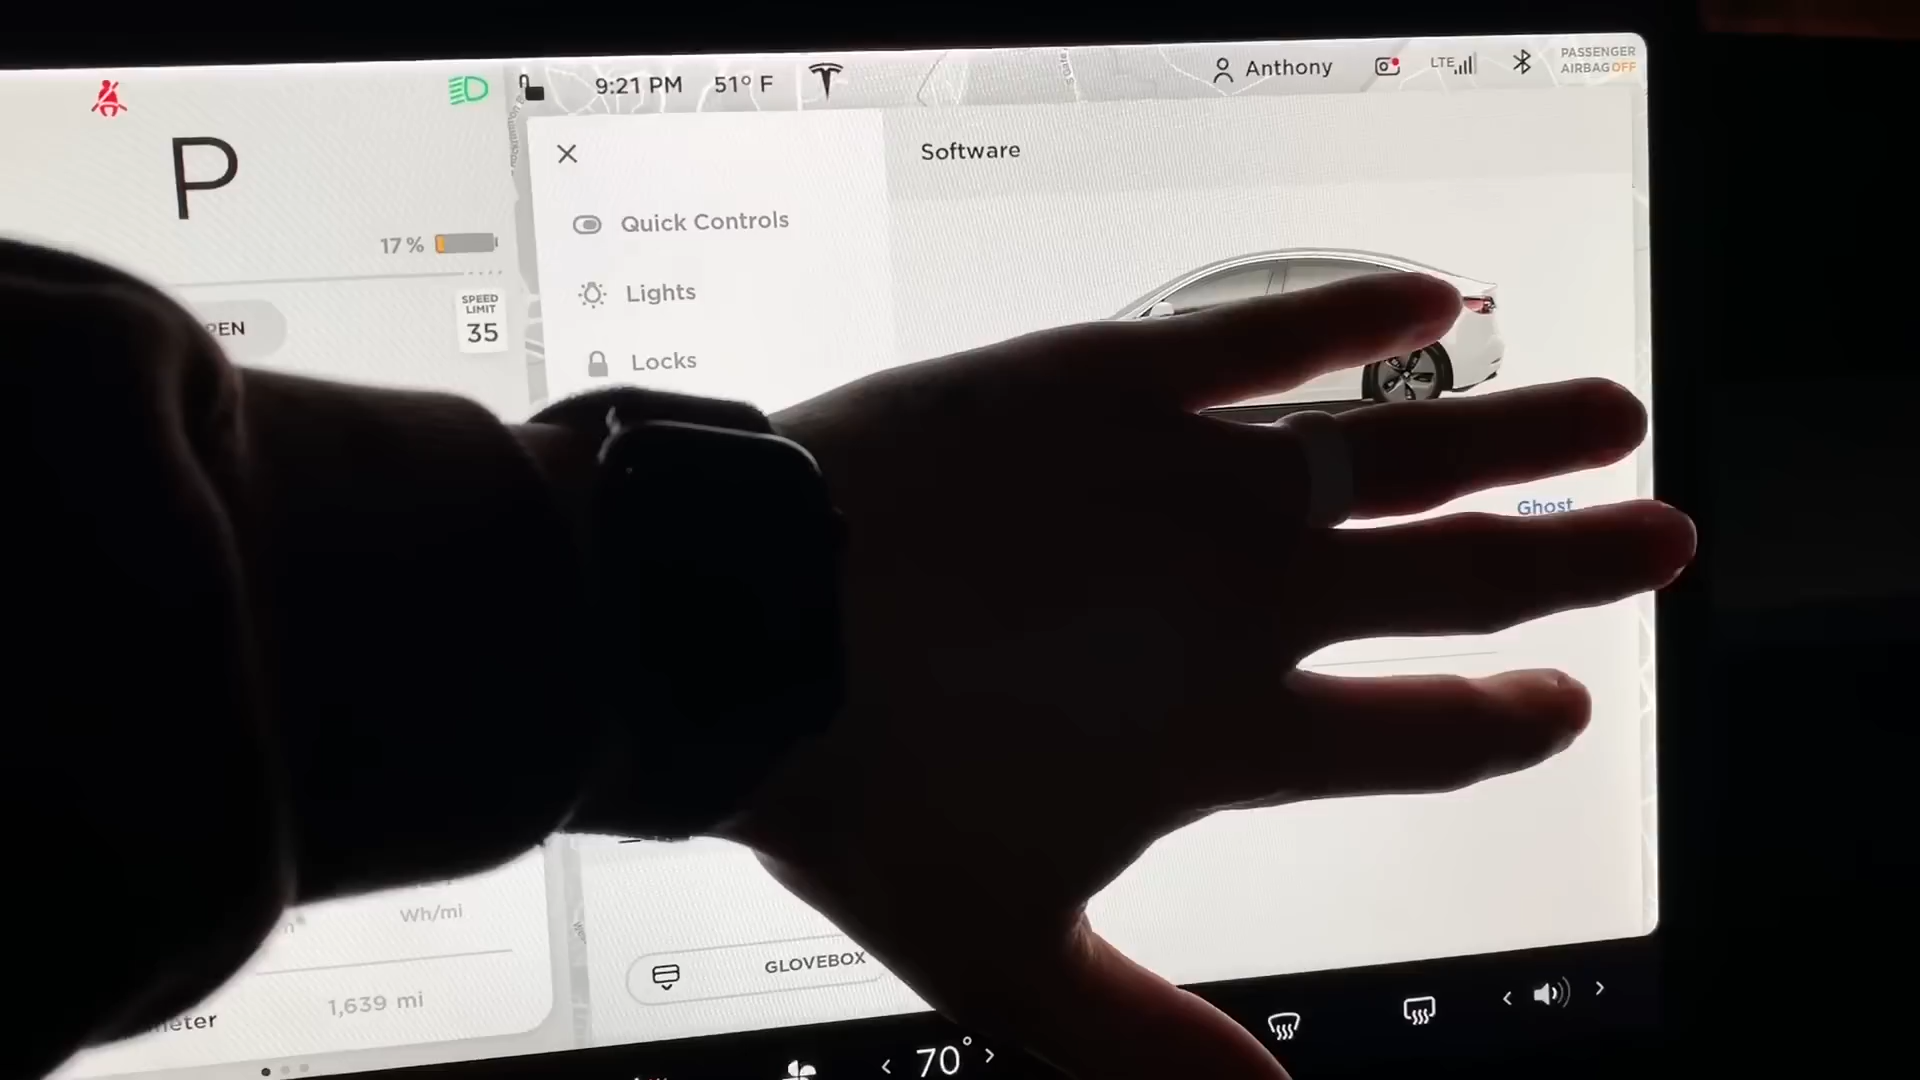 9:21 PM 51° F
Anthony
LTE
PASSENGER
AIRBAG OFF
P
17 %
SPEED
LIMIT
35
Software
Quick Controls
Lights
Locks
Ghost
Wh/mi
1,639 mi
GLOVEBOX
< 70° >
< >